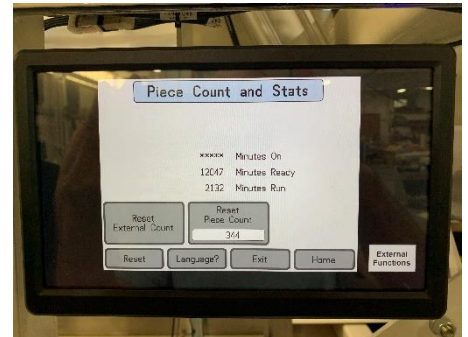 Piece Count and Stats
***** Minutes On
12047 Minutes Ready
2132 Minutes Run
Reset
External Count
Reset
Piece Count
344
Reset
Language?
Exit
Home
External
Functions